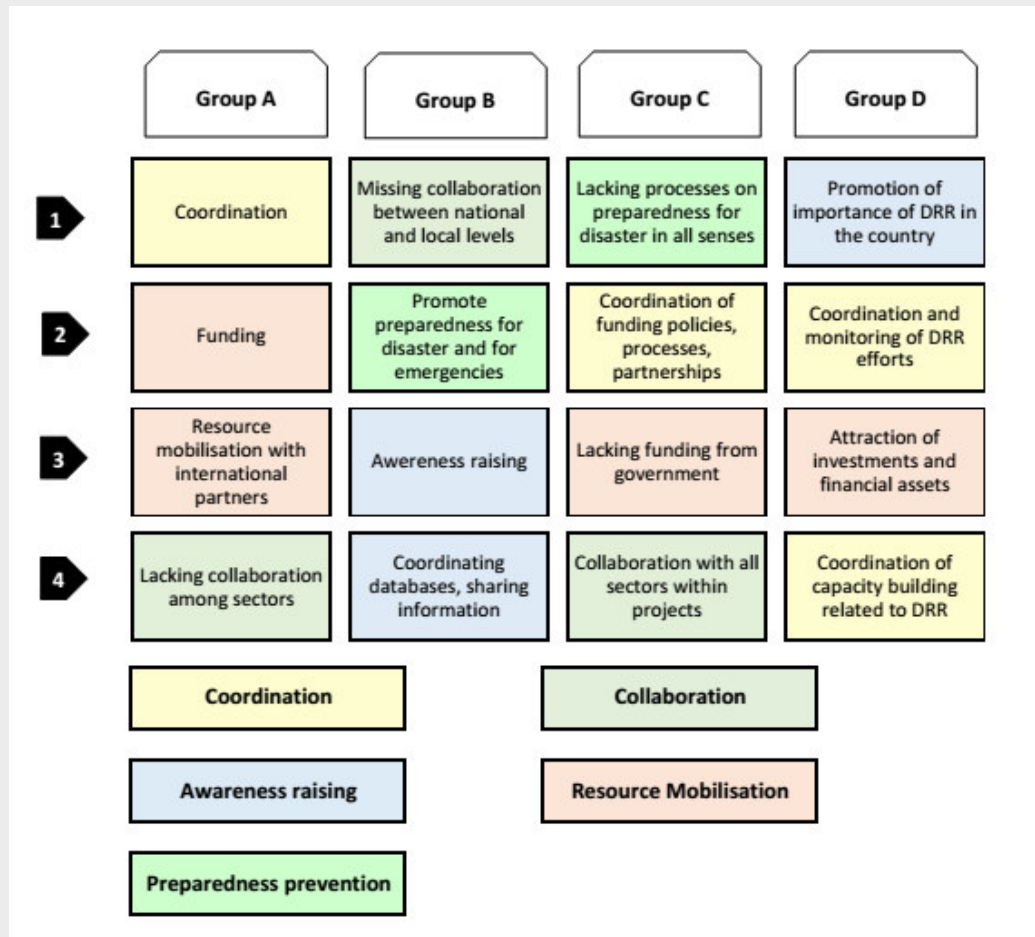 Group A
Group B
Group C
Group D
1
Coordination
Missing collaboration
between national
and local levels
Lacking processes on
preparedness for
disaster in all senses
Promotion of
importance of DRR in
the country
2
Funding
Promote
preparedness for
disaster and for
emergencies
Coordination of
funding policies,
processes,
partnerships
Coordination and
monitoring of DRR
efforts
3
Resource
mobilisation with
international
partners
Awereness raising
Lacking funding from
government
Attraction of
investments and
financial assets
4
Lacking collaboration
among sectors
Coordinating
databases, sharing
information
Collaboration with all
sectors within
projects
Coordination of
capacity building
related to DRR
Coordination
Collaboration
Awareness raising
Resource Mobilisation
Preparedness prevention